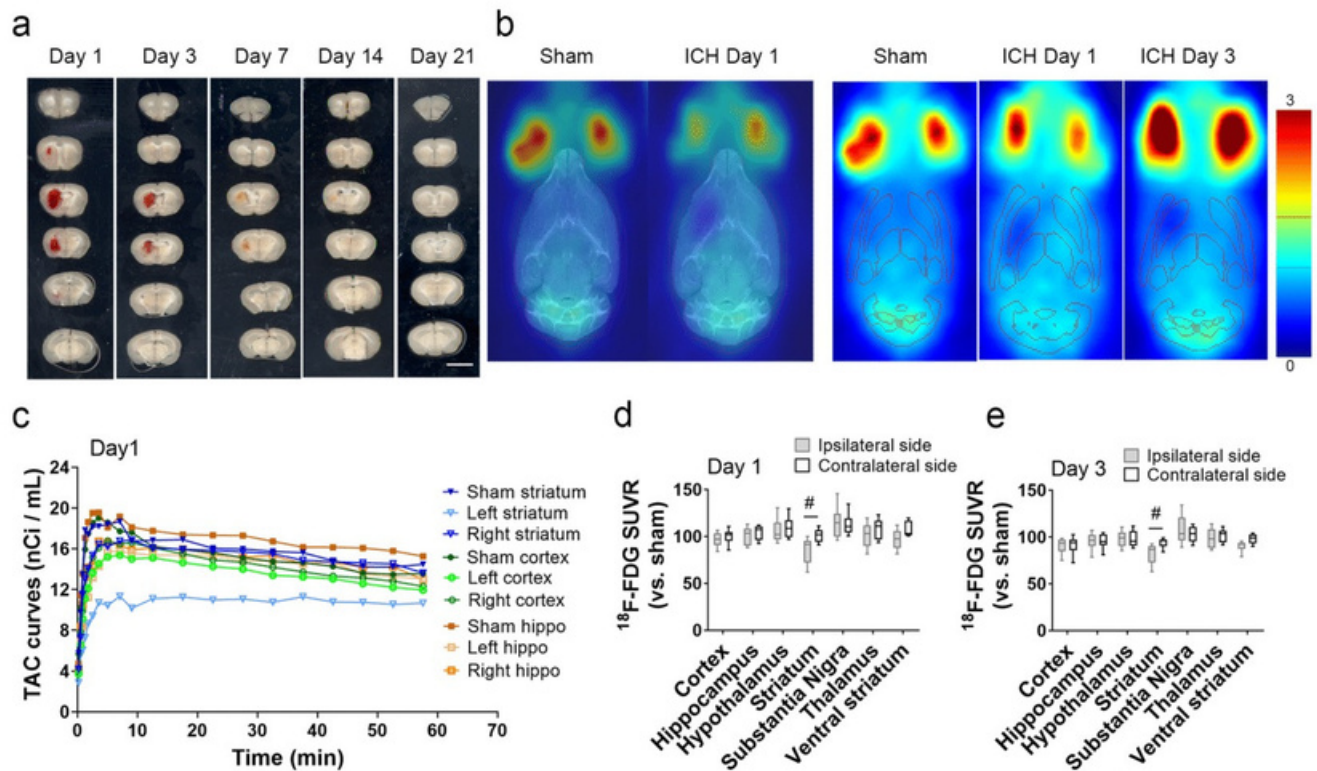 a
Day 1
Day 3
Day 7
Day 14
Day 21
b
Sham
ICH Day 1
Sham
ICH Day 1
ICH Day 3
3
0
c
Day1
TAC curves (nCi / mL)
24
20
16
12
8
4
0
0 10 20 30 40 50 60 70
Time (min)
Sham striatum
Left striatum
Right striatum
Sham cortex
Left cortex
Right cortex
Sham hippo
Left hippo
Right hippo
d
Day 1
Ipsilateral side
Contralateral side
18F-FDG SUVR
(vs. sham)
150
100
50
0
#
Cortex
Hippocampus
Hypothalamus
Striatum
Substantia Nigra
Thalamus
Ventral striatum
e
Day 3
Ipsilateral side
Contralateral side
18F-FDG SUVR
(vs. sham)
150
100
50
0
#
Cortex
Hippocampus
Hypothalamus
Striatum
Substantia Nigra
Thalamus
Ventral striatum